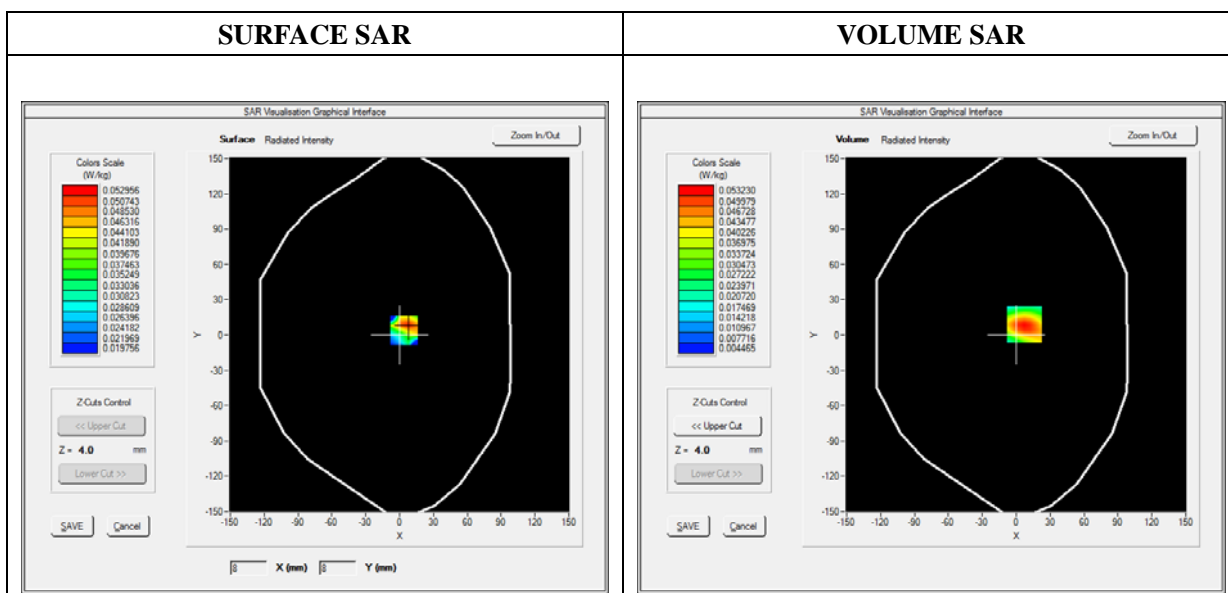 SURFACE SAR
VOLUME SAR
SAR Visualisation Graphical Interface
Surface Radiated Intensity
Zoom In/Out
Colors Scale
(W/kg)
0.052956
0.050743
0.048530
0.046316
0.044103
0.041890
0.039676
0.037463
0.035249
0.033036
0.030823
0.028609
0.026396
0.024182
0.021969
0.019756
Z-Cuts Control
<< Upper Cut
Z = 4.0 mm
Lower Cut >>
SAVE Cancel
150
120
90
60
30
0
-30
-60
-90
-120
-150
Y
-150 -120 -90 -60 -30 0 30 60 90 120 150
X
8 X (mm) 8 Y (mm)
SAR Visualisation Graphical Interface
Volume Radiated Intensity
Zoom In/Out
Colors Scale
(W/kg)
0.053230
0.049979
0.046728
0.043477
0.040226
0.036975
0.033724
0.030473
0.027222
0.023971
0.020720
0.017469
0.014218
0.010967
0.007716
0.004465
Z-Cuts Control
<< Upper Cut
Z = 4.0 mm
Lower Cut >>
SAVE Cancel
150
120
90
60
30
0
-30
-60
-90
-120
-150
Y
-150 -120 -90 -60 -30 0 30 60 90 120 150
X